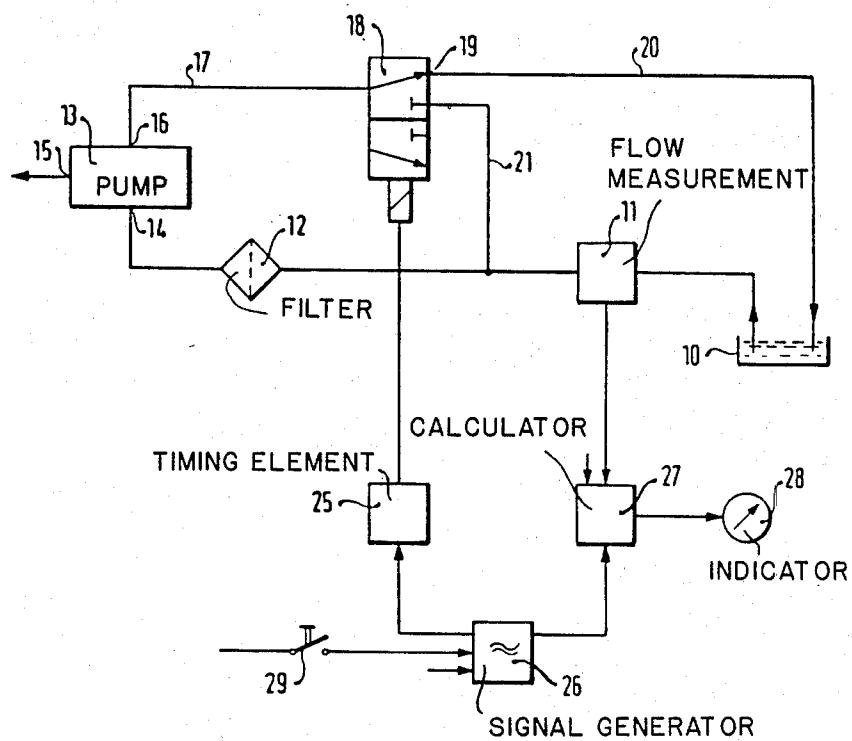 18
19
20
17
13
16
15
PUMP
21
FLOW
MEASUREMENT
11
14
12
FILTER
10
CALCULATOR
TIMING ELEMENT
25
27
28
INDICATOR
29
26
SIGNAL GENERATOR